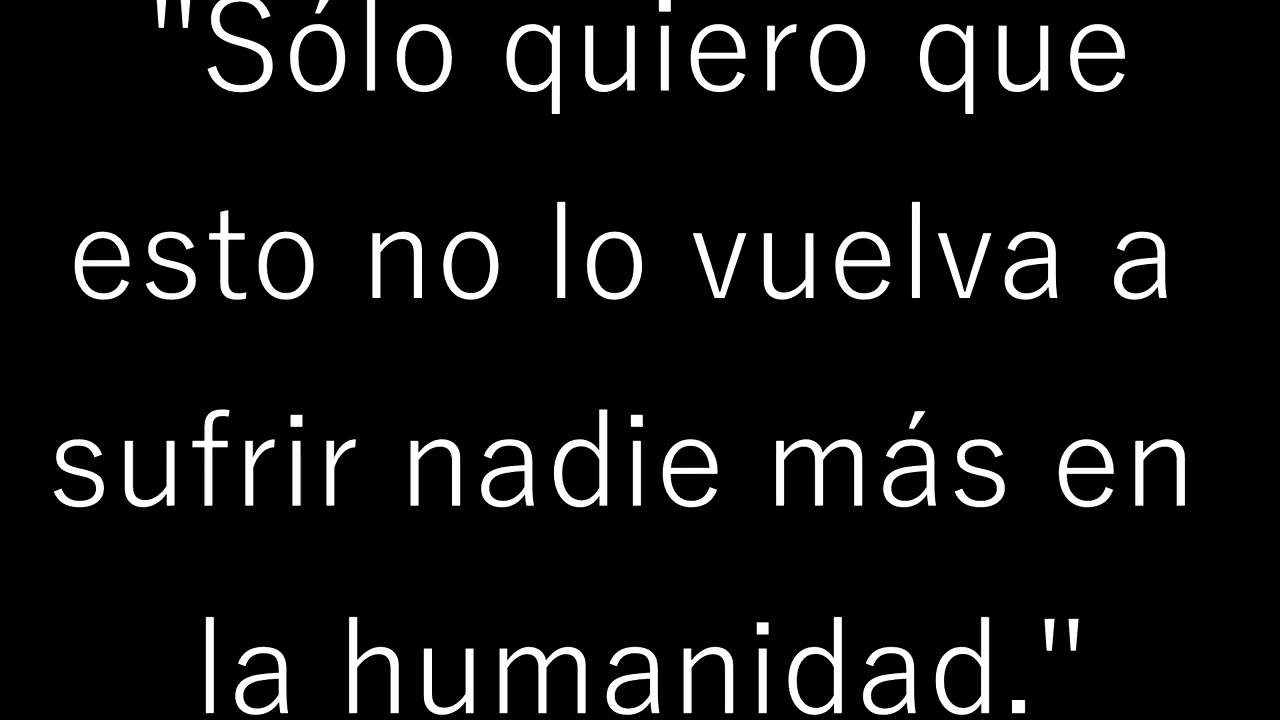 "Sólo quiero que
esto no lo vuelva a
sufrir nadie más en
la humanidad."